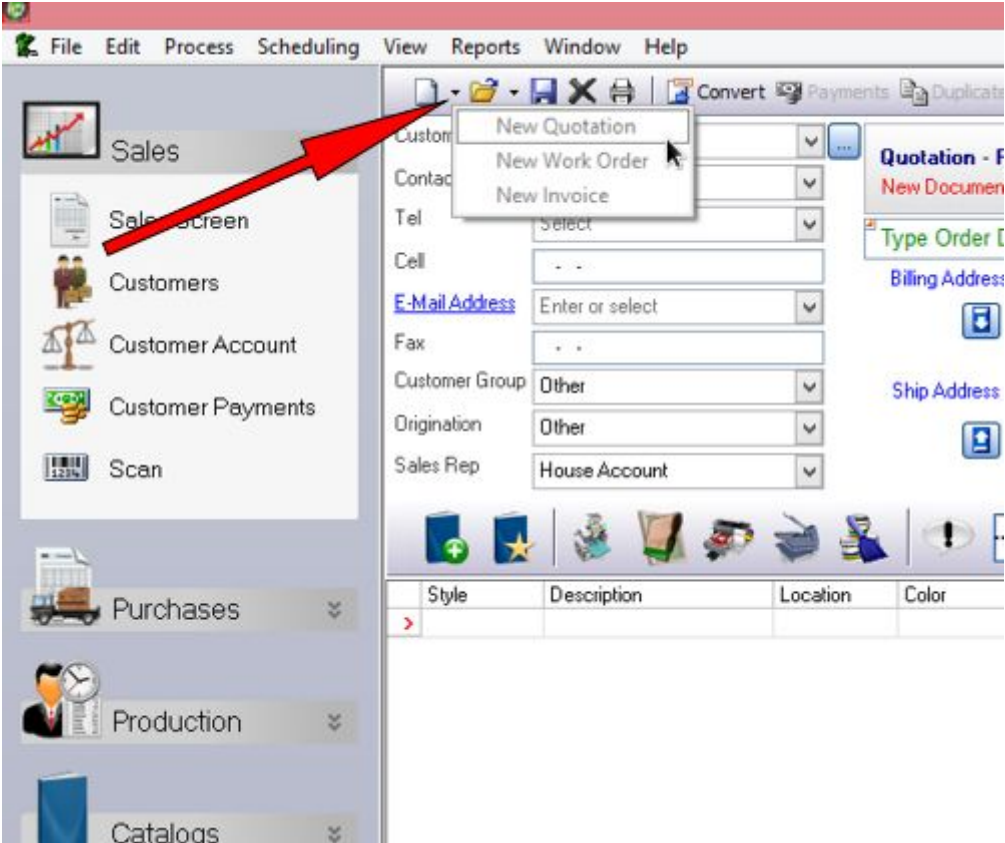 File Edit Process Scheduling View Reports Window Help
Convert Payments Duplicate
New Quotation
New Work Order
New Invoice
Sales
Sales Screen
Customers
Customer Account
Customer Payments
Scan
Purchases
Production
Catalogs
Tel
Select
Cell
- -
E-Mail Address Enter or select
Fax
- -
Customer Group Other
Origination Other
Sales Rep House Account
...
Quotation -
New
Type Order
Billing Address
Ship Address
Style Description Location Color